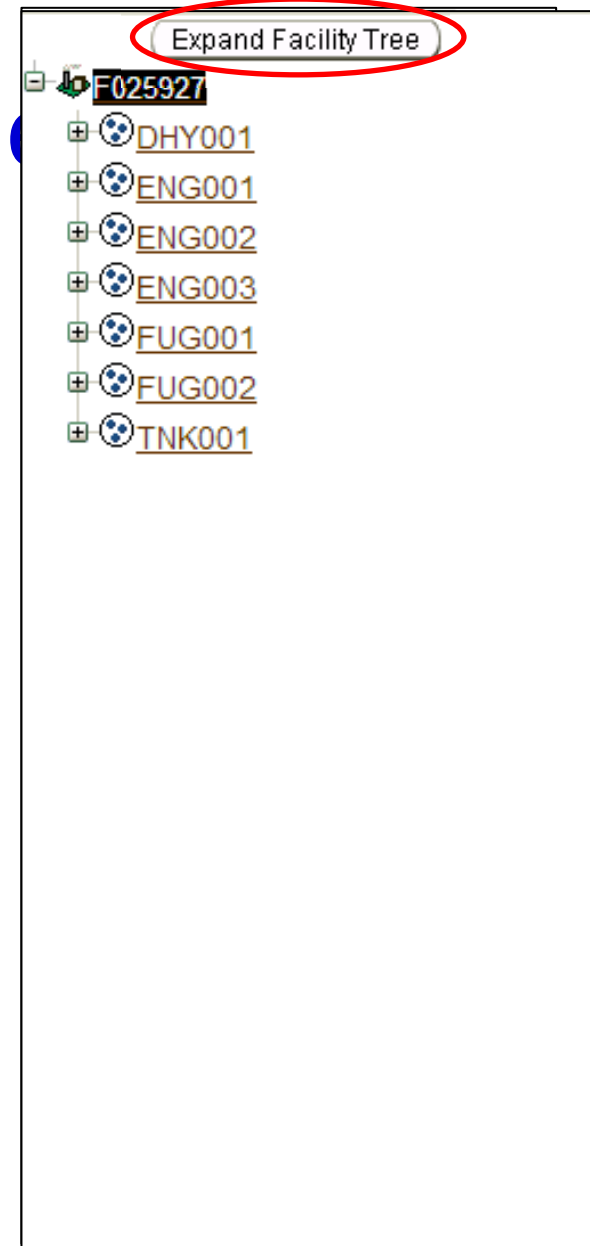 Expand Facility Tree
F025927
DHY001
ENG001
ENG002
ENG003
FUG001
FUG002
TNK001